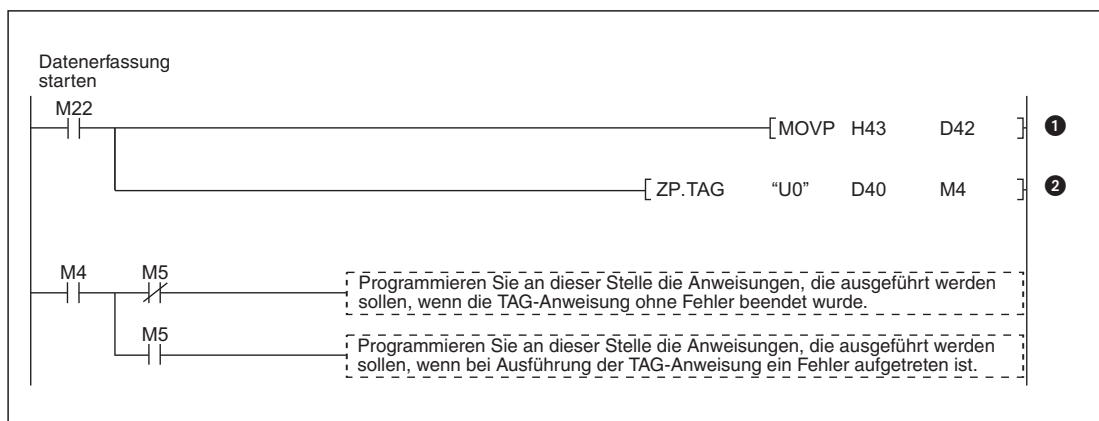 Datenerfassung
starten
M22
MOVP H43 D42 1
ZP.TAG “U0” D40 M4 2
M4 M5
Programmieren Sie an dieser Stelle die Anweisungen, die ausgeführt werden
sollen, wenn die TAG-Anweisung ohne Fehler beendet wurde.
M5
Programmieren Sie an dieser Stelle die Anweisungen, die ausgeführt werden
sollen, wenn bei Ausführung der TAG-Anweisung ein Fehler aufgetreten ist.